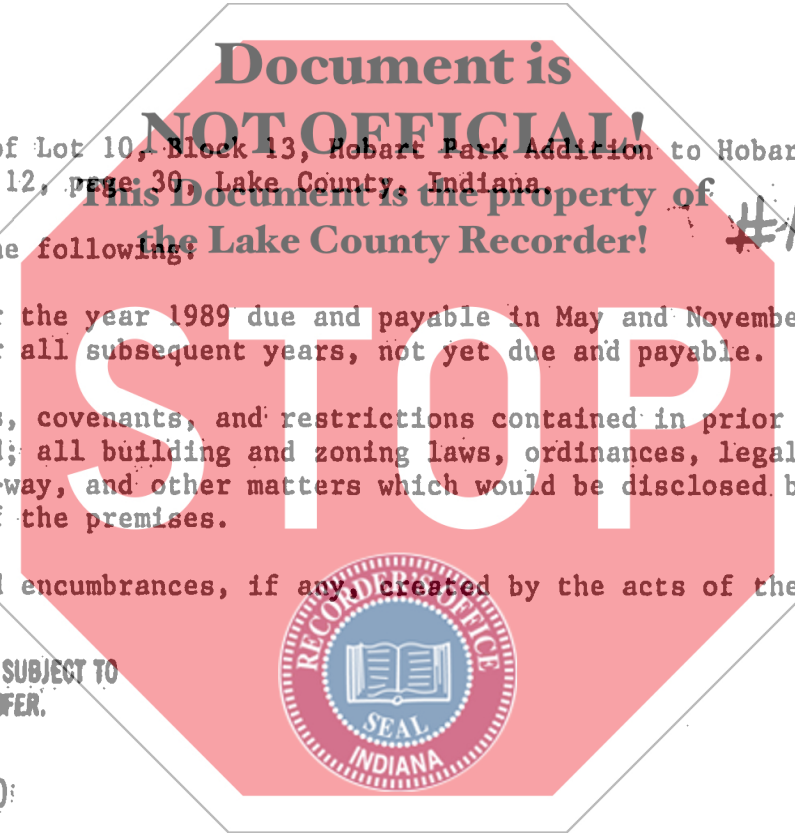 Document is
NOT OFFICIAL!
of Lot 10, Block 13, Hobart Park Addition to Hobar
12, page 30, Lake County, Indiana.
This Document is the property of
the Lake County Recorder!
e following:
the year 1989 due and payable in May and Novembe
all subsequent years, not yet due and payable.
STOP
, covenants, and restrictions contained in prior
; all building and zoning laws, ordinances, legal
way, and other matters which would be disclosed b
the premises.
encumbrances, if any, created by the acts of the
RECORDER'S OFFICE
SEAL
INDIANA
SUBJECT TO
FER.